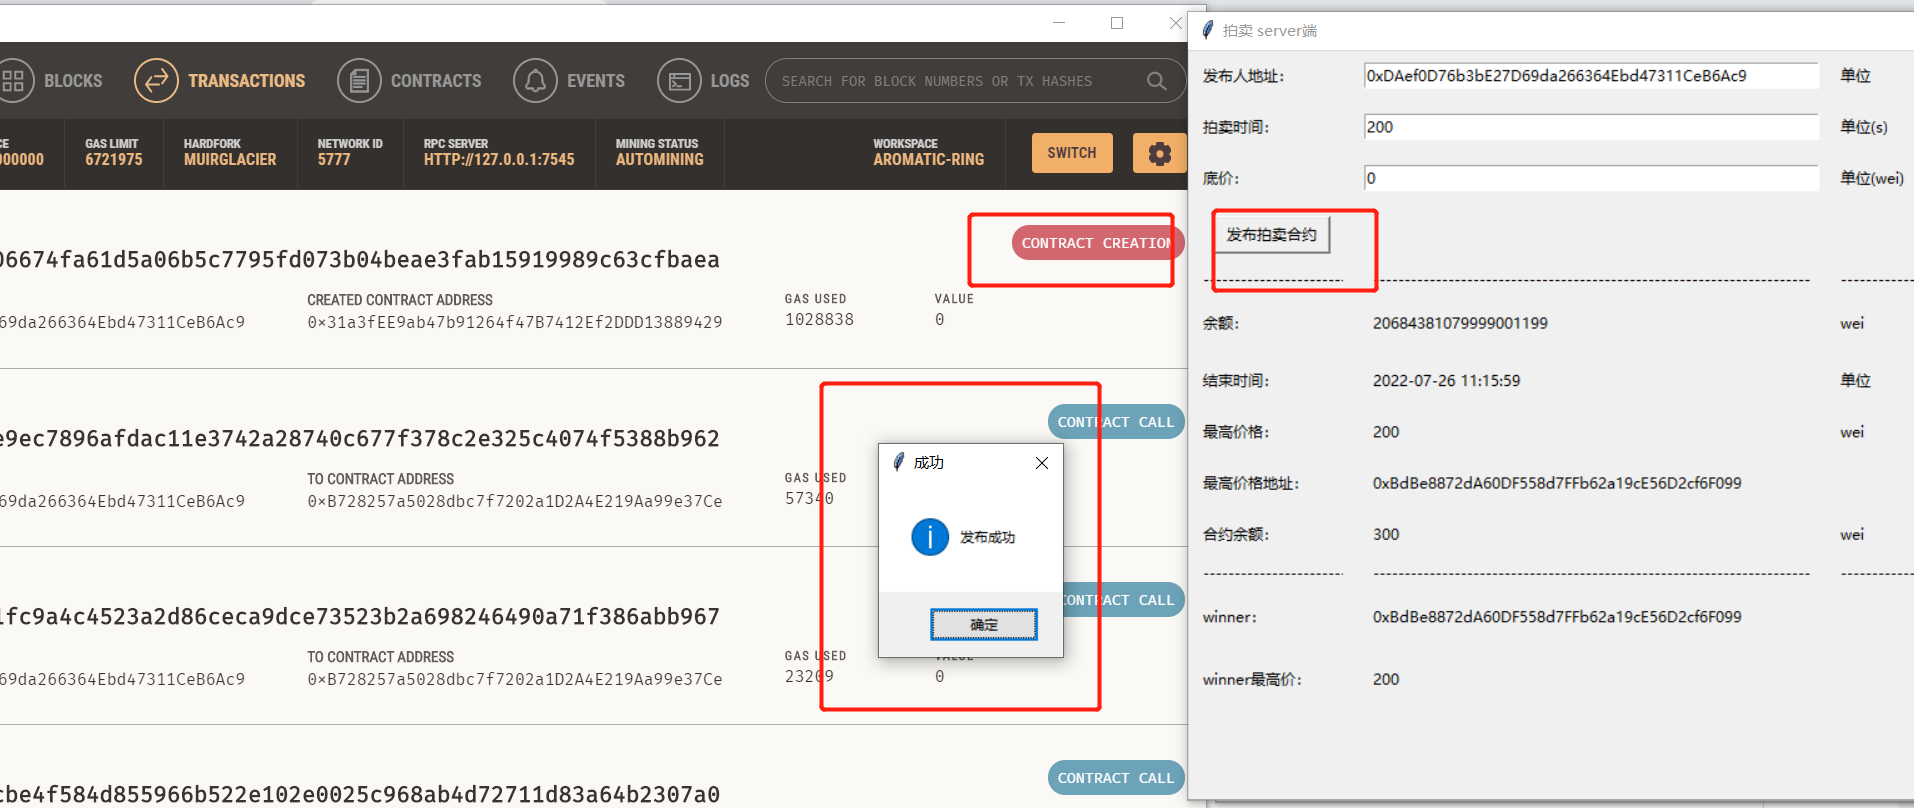 BLOCKS
TRANSACTIONS
CONTRACTS
EVENTS
LOGS
SEARCH FOR BLOCK NUMBERS OR TX HASHES
CE
000000
GAS LIMIT
6721975
HARDFORK
MUIRGLACIER
NETWORK ID
5777
RPC SERVER
HTTP://127.0.0.1:7545
MINING STATUS
AUTOMINING
WORKSPACE
AROMATIC-RING
SWITCH
CONTRACT CREATION
06674fa61d5a06b5c7795fd073b04beae3fab15919989c63cfbaea
CREATED CONTRACT ADDRESS
GAS USED
VALUE
69da266364Ebd47311CeB6Ac9
0×31a3fEE9ab47b91264f47B7412Ef2DDD13889429
1028838
0
CONTRACT CALL
e9ec7896afdac11e3742a28740c677f378c2e325c4074f5388b962
TO CONTRACT ADDRESS
GAS USED
69da266364Ebd47311CeB6Ac9
0×B728257a5028dbc7f7202a1D2A4E219Aa99e37Ce
57340
成功
发布成功
确定
CONTRACT CALL
1fc9a4c4523a2d86ceca9dce73523b2a698246490a71f386abb967
TO CONTRACT ADDRESS
GAS USED
VALUE
69da266364Ebd47311CeB6Ac9
0×B728257a5028dbc7f7202a1D2A4E219Aa99e37Ce
23209
0
CONTRACT CALL
cbe4f584d855966b522e102e0025c968ab4d72711d83a64b2307a0
拍卖 server端
发布人地址： 0xDAef0D76b3bE27D69da266364Ebd47311CeB6Ac9 单位
拍卖时间： 200 单位(s)
底价： 0 单位(wei)
发布拍卖合约
余额： 20684381079999001199 wei
结束时间： 2022-07-26 11:15:59 单位
最高价格： 200 wei
最高价格地址： 0xBdBe8872dA60DF558d7FFb62a19cE56D2cf6F099
合约余额： 300 wei
winner： 0xBdBe8872dA60DF558d7FFb62a19cE56D2cf6F099
winner最高价： 200